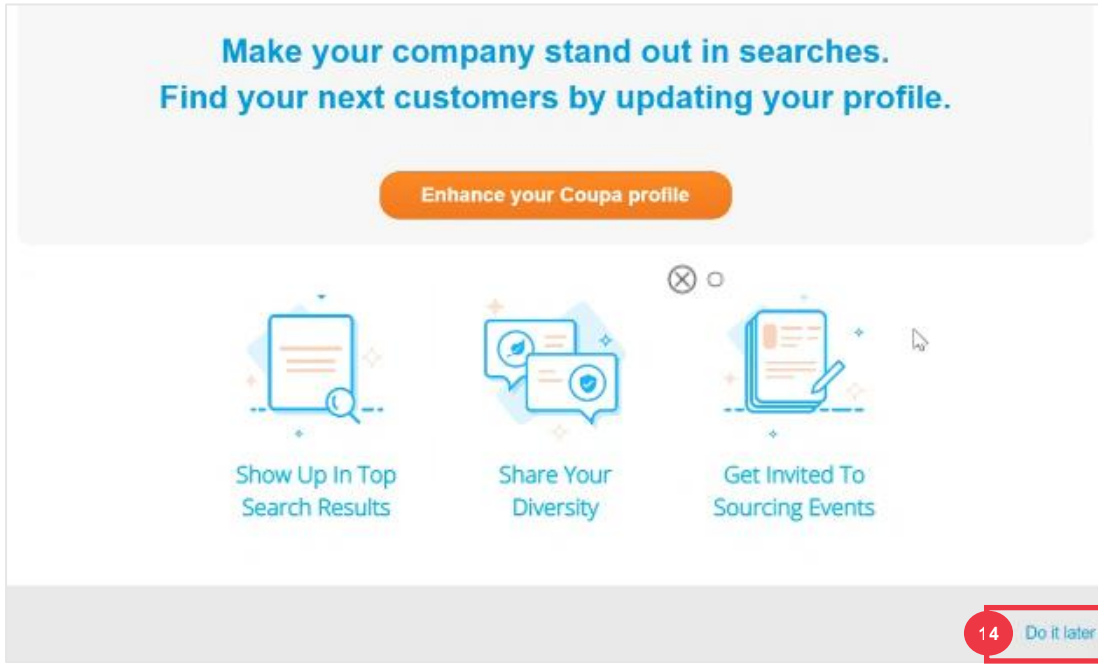 Make your company stand out in searches.
Find your next customers by updating your profile.
Enhance your Coupa profile
Show Up In Top
Search Results
Share Your
Diversity
Get Invited To
Sourcing Events
14 Do it later